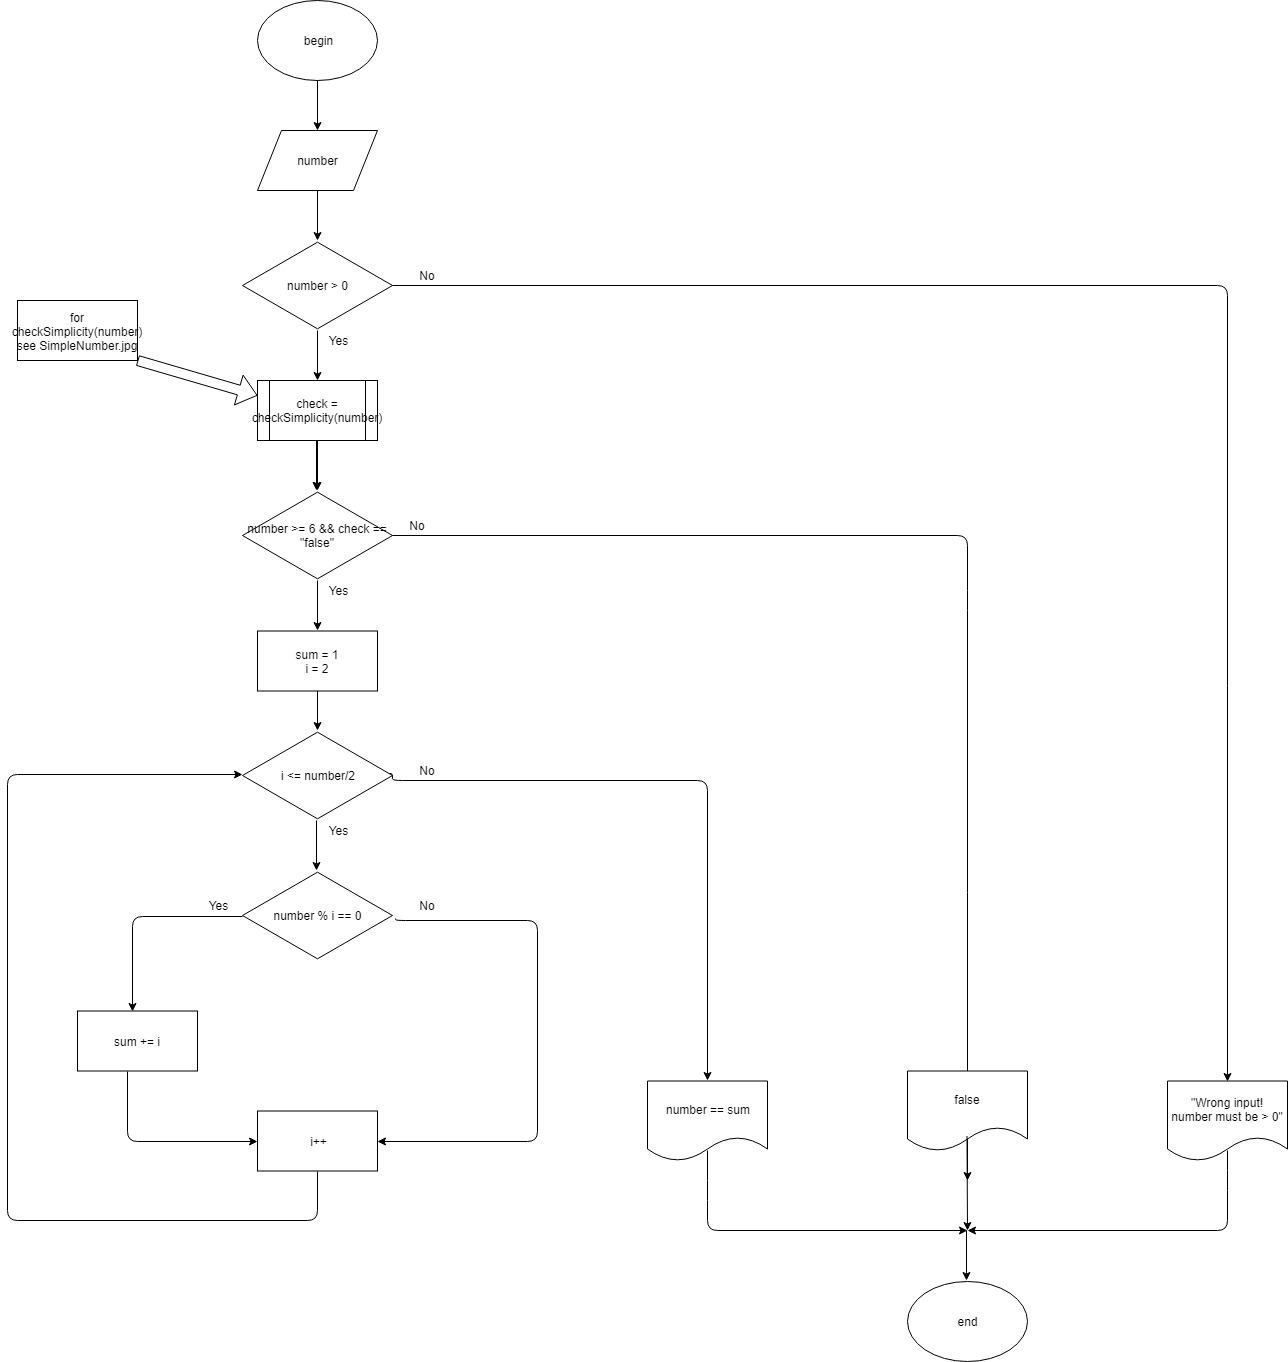 begin
number
number > 0
No
for
checkSimplicity(number)
see SimpleNumber.jpg
Yes
check =
checkSimplicity(number)
number >= 6 && check ==
"false"
No
Yes
sum = 1
i = 2
i <= number/2
No
Yes
number % i == 0
Yes
No
sum += i
i++
number == sum
false
"Wrong input!
number must be > 0"
end